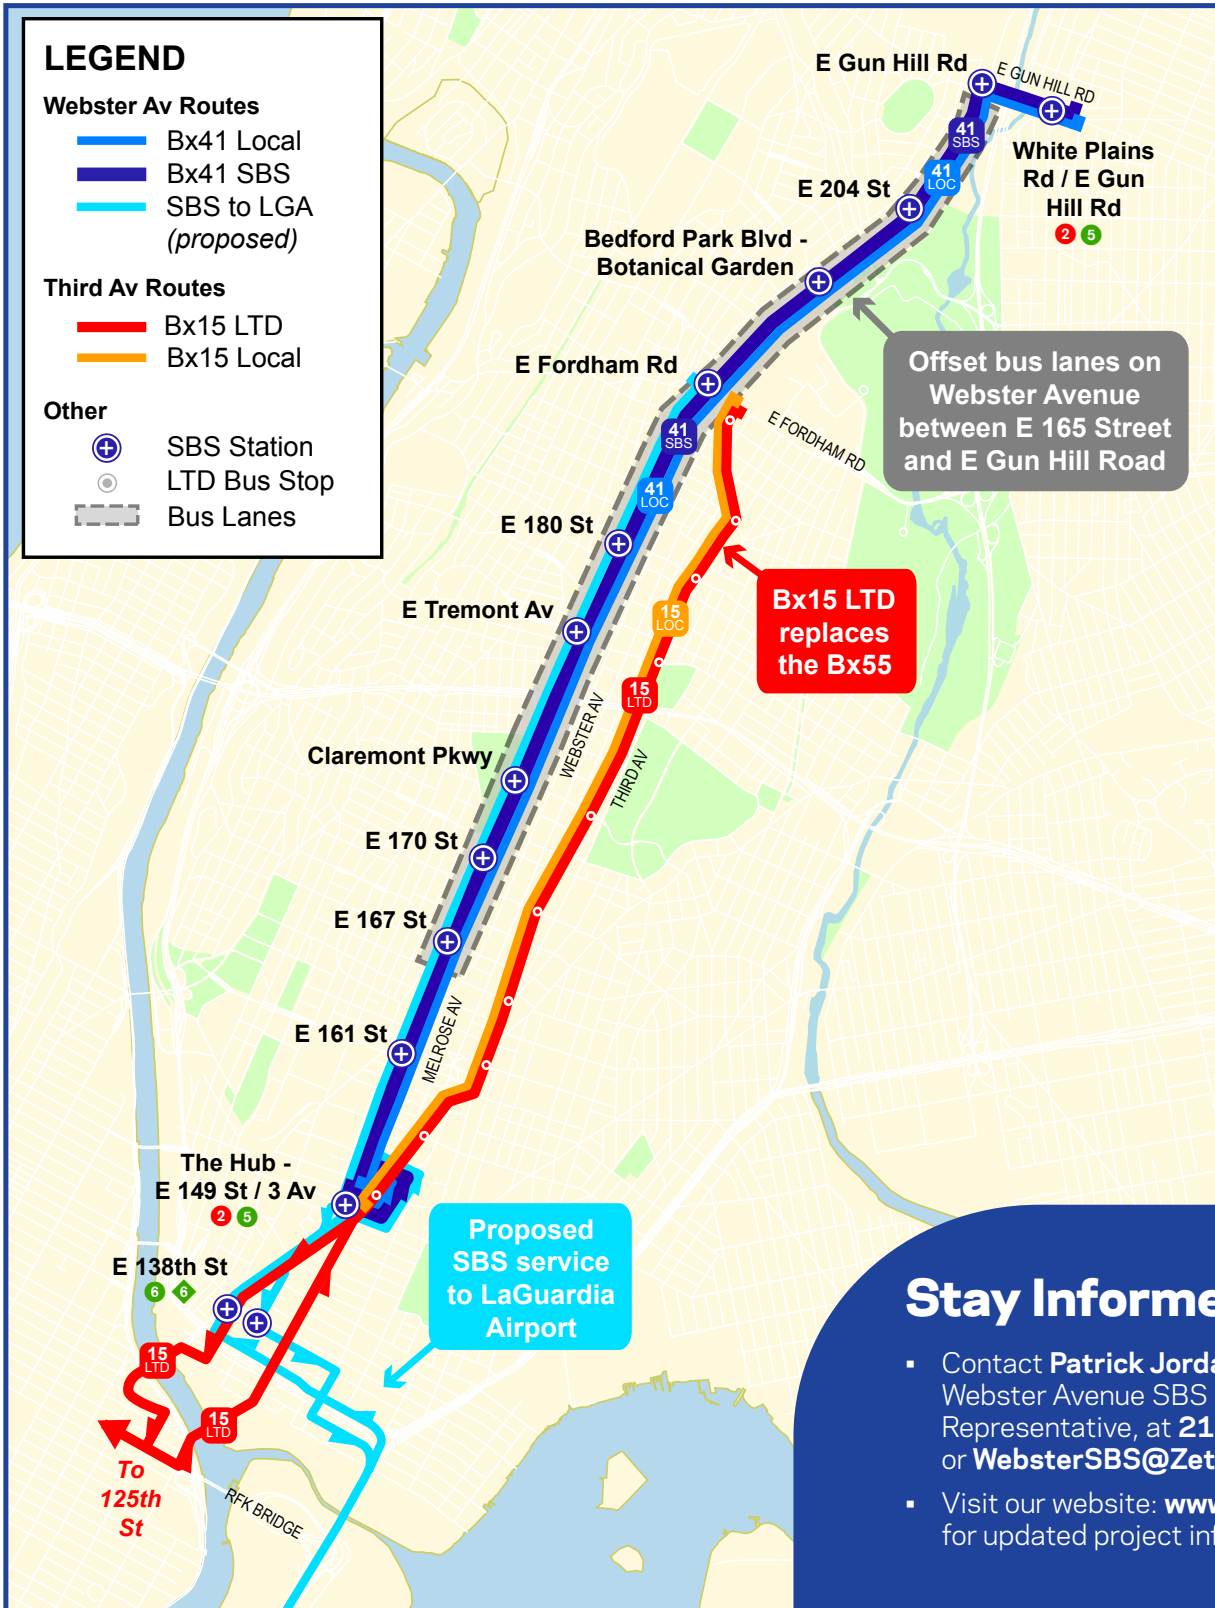 LEGEND
Webster Av Routes
Bx41 Local
Bx41 SBS
SBS to LGA
(proposed)
Third Av Routes
Bx15 LTD
Bx15 Local
Other
SBS Station
LTD Bus Stop
Bus Lanes
E Gun Hill Rd
E GUN HILL RD
41
SBS
White Plains
Rd / E Gun
Hill Rd
2 5
41
LOC
E 204 St
Bedford Park Blvd -
Botanical Garden
Offset bus lanes on
Webster Avenue
between E 165 Street
and E Gun Hill Road
E Fordham Rd
E FORDHAM RD
41
SBS
41
LOC
E 180 St
Bx15 LTD
replaces
the Bx55
E Tremont Av
15
LOC
15
LTD
WEBSTER AV
THIRD AV
Claremont Pkwy
E 170 St
E 167 St
MELROSE AV
E 161 St
The Hub -
E 149 St / 3 Av
2 5
Proposed
SBS service
to LaGuardia
Airport
E 138th St
6 6
15
LTD
15
LTD
To
125th
St
RFK BRIDGE
Stay Informe
▪ Contact Patrick Jorda
Webster Avenue SBS
Representative, at 21
or WebsterSBS@Zet
▪ Visit our website: www
for updated project in